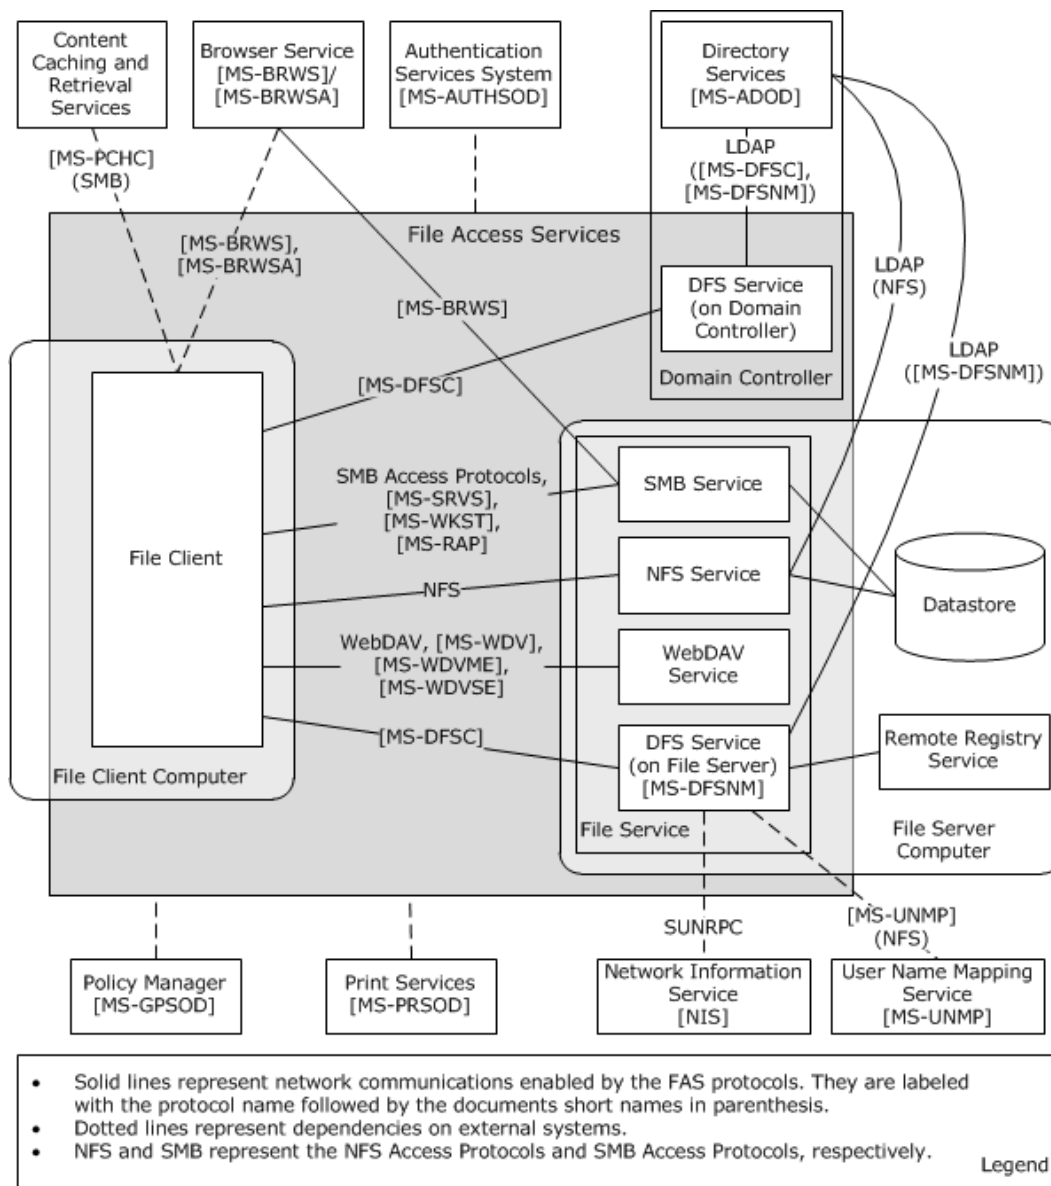 Content
Caching and
Retrieval
Services
Browser Service
[MS-BRWS]/
[MS-BRWSA]
Authentication
Services System
[MS-AUTHSOD]
Directory
Services
[MS-ADOD]
[MS-PCHC]
(SMB)
LDAP
([MS-DFSC],
[MS-DFSNM])
File Access Services
[MS-BRWS],
[MS-BRWSA]
[MS-BRWS]
LDAP
(NFS)
DFS Service
(on Domain
Controller)
LDAP
([MS-DFSNM])
Domain Controller
[MS-DFSC]
SMB Access Protocols,
[MS-SRVS],
[MS-WKST],
[MS-RAP]
SMB Service
File Client
NFS
NFS Service
Datastore
WebDAV, [MS-WDV],
[MS-WDVME],
[MS-WDVSE]
WebDAV
Service
[MS-DFSC]
DFS Service
(on File Server)
[MS-DFSNM]
Remote Registry
Service
File Client Computer
File Service
File Server
Computer
SUNRPC
[MS-UNMP]
(NFS)
Policy Manager
[MS-GPSOD]
Print Services
[MS-PRSOD]
Network Information
Service
[NIS]
User Name Mapping
Service
[MS-UNMP]
• Solid lines represent network communications enabled by the FAS protocols. They are labeled
with the protocol name followed by the documents short names in parenthesis.
• Dotted lines represent dependencies on external systems.
• NFS and SMB represent the NFS Access Protocols and SMB Access Protocols, respectively.
Legend